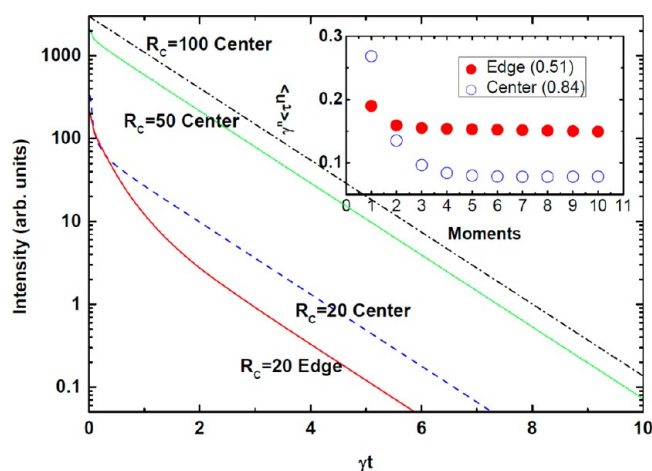 1000
100
10
1
0.1
Intensity (arb. units)
R_C=100 Center
R_C=50 Center
R_C=20 Center
R_C=20 Edge
0 2 4 6 8 10
γt
0.3
0.2
0.1
γⁿ<τⁿ>
Edge (0.51)
Center (0.84)
0 1 2 3 4 5 6 7 8 9 10 11
Moments